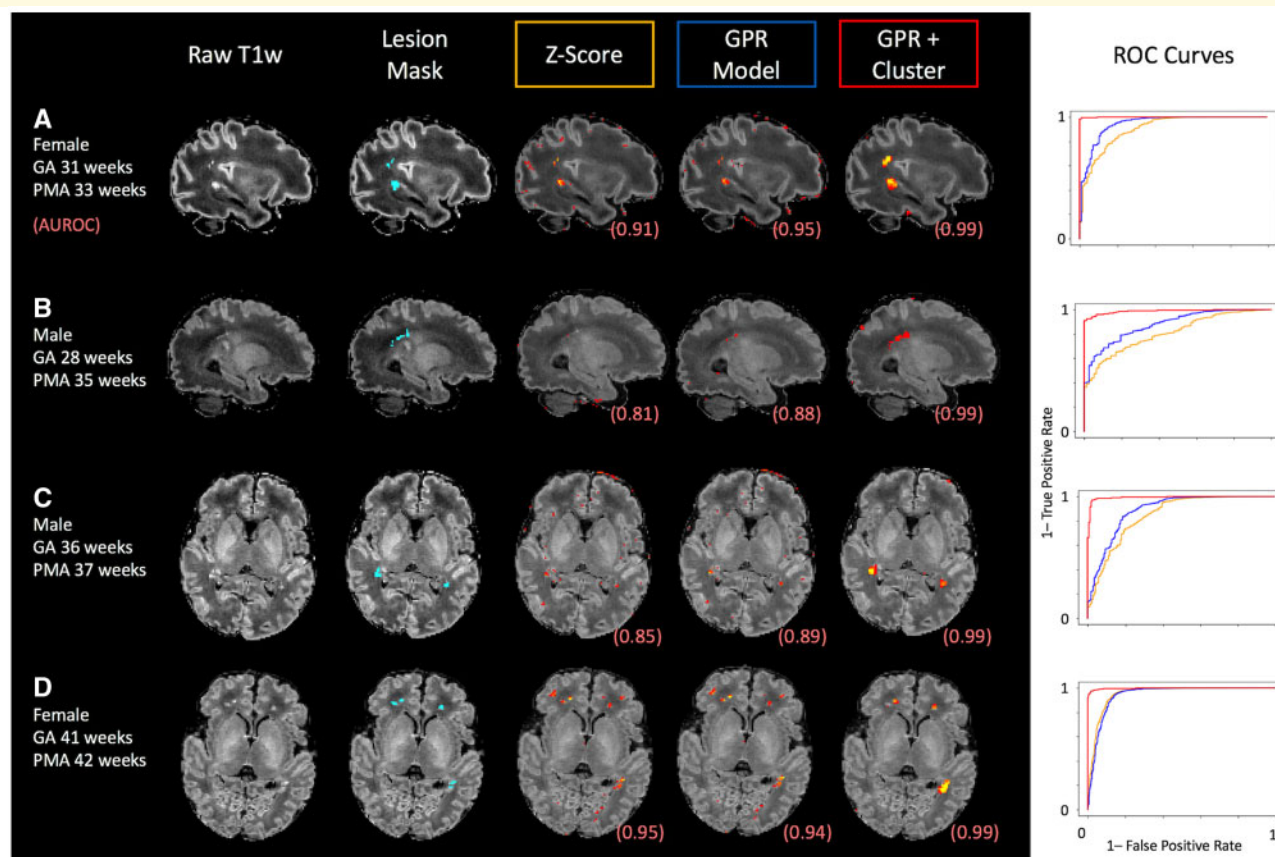 Raw T1w
Lesion
Mask
Z-Score
GPR
Model
GPR +
Cluster
ROC Curves
A
Female
GA 31 weeks
PMA 33 weeks
(AUROC)
(0.91)
(0.95)
(0.99)
1
0
B
Male
GA 28 weeks
PMA 35 weeks
(0.81)
(0.88)
(0.99)
1
0
1– True Positive Rate
C
Male
GA 36 weeks
PMA 37 weeks
(0.85)
(0.89)
(0.99)
1
0
D
Female
GA 41 weeks
PMA 42 weeks
(0.95)
(0.94)
(0.99)
1
0
0
1
1– False Positive Rate